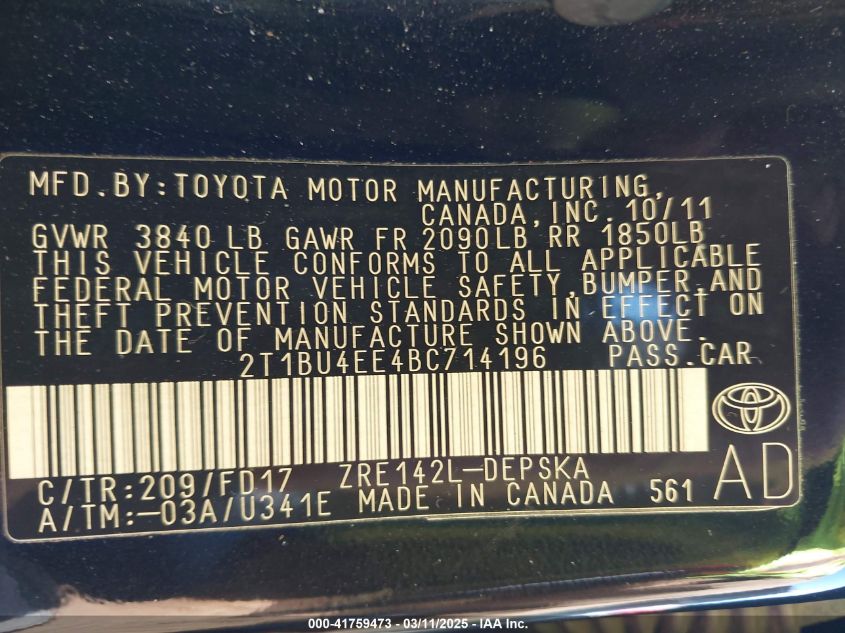 MFD.BY:TOYOTA MOTOR MANUFACTURING,
CANADA,INC. 10/11
GVWR 3840 LB GAWR FR 2090LB RR 1850LB
THIS VEHICLE CONFORMS TO ALL APPLICABLE
FEDERAL MOTOR VEHICLE SAFETY,BUMPER,AND
THEFT PREVENTION STANDARDS IN EFFECT ON
THE DATE OF MANUFACTURE SHOWN ABOVE.
2T1BU4EE4BC714196 PASS.CAR
C/TR:209/FD17 ZRE142L-DEPSKA
A/TM:-03A/U341E MADE IN CANADA 561 AD
000-41759473 - 03/11/2025 - IAA Inc.